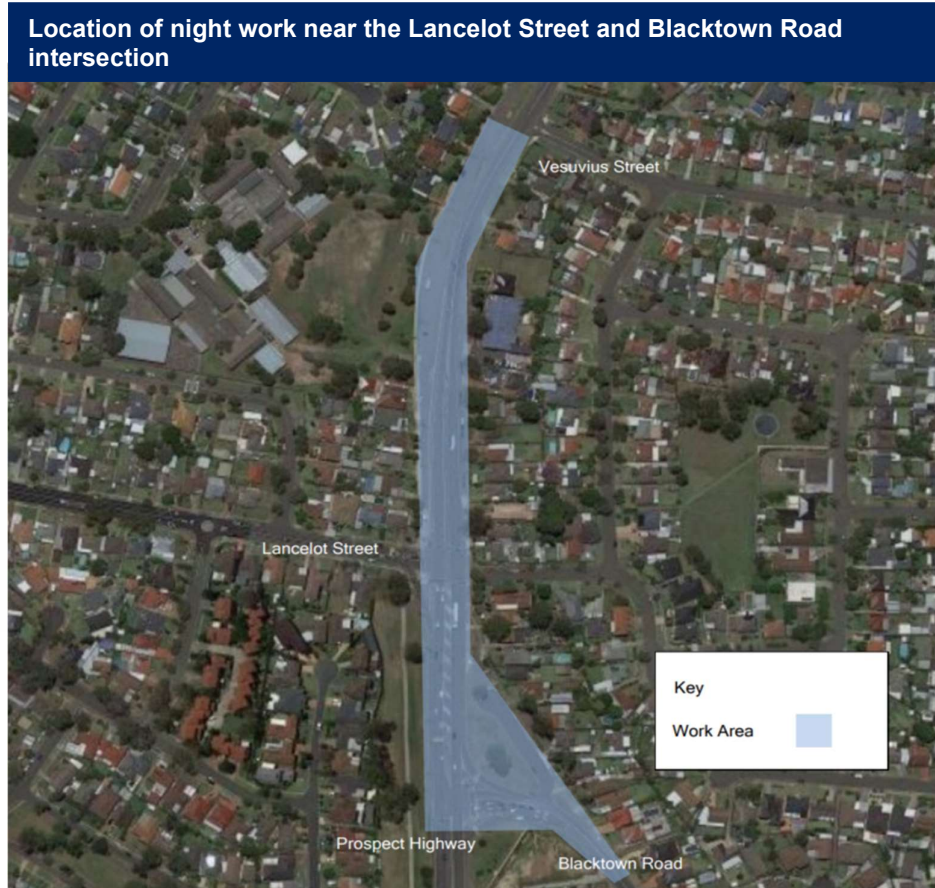 Location of night work near the Lancelot Street and Blacktown Road
intersection
Vesuvius Street
Lancelot Street
Key
Work Area
Prospect Highway
Blacktown Road